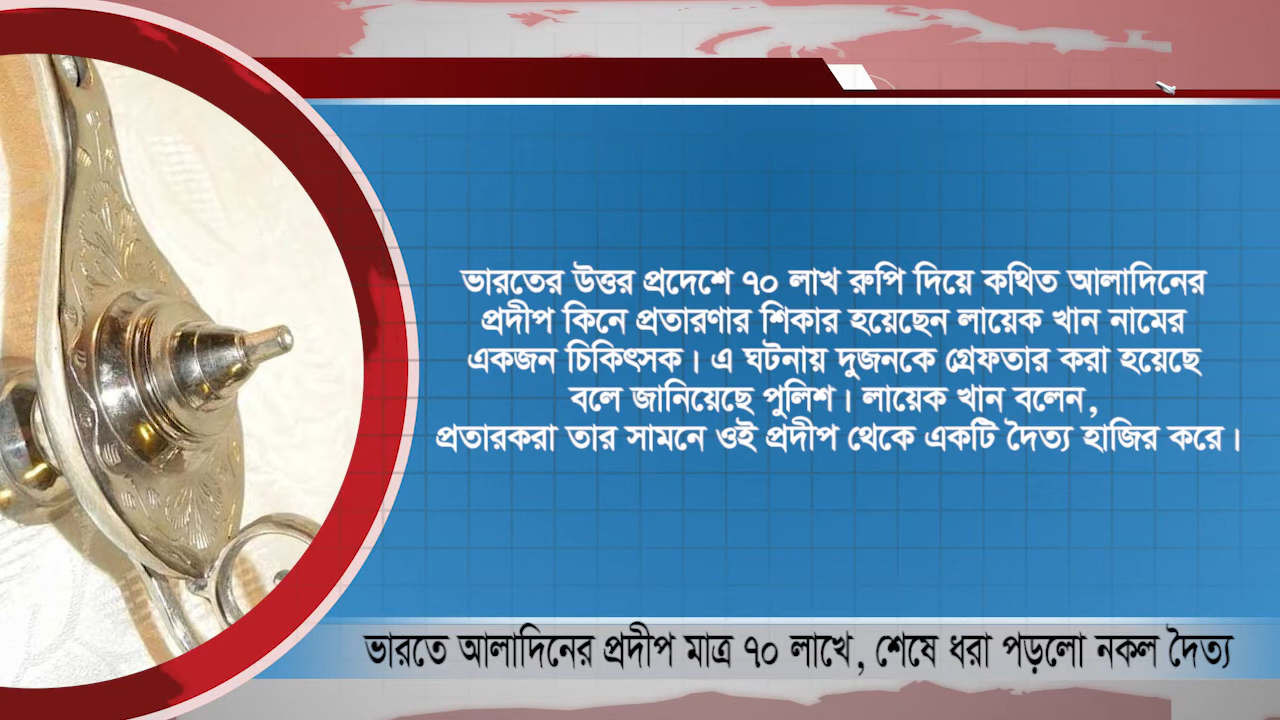 ভারতের উত্তর প্রদেশে ৭০ লাখ রুপি দিয়ে কথিত আলাদিনের
প্রদীপ কিনে প্রতারণার শিকার হয়েছেন লায়েক খান নামের
একজন চিকিৎসক। এ ঘটনায় দুজনকে গ্রেফতার করা হয়েছে
বলে জানিয়েছে পুলিশ। লায়েক খান বলেন,
প্রতারকরা তার সামনে ওই প্রদীপ থেকে একটি দৈত্য হাজির করে।
ভারতে আলাদিনের প্রদীপ মাত্র ৭০ লাখে, শেষে ধরা পড়লো নকল দৈত্য